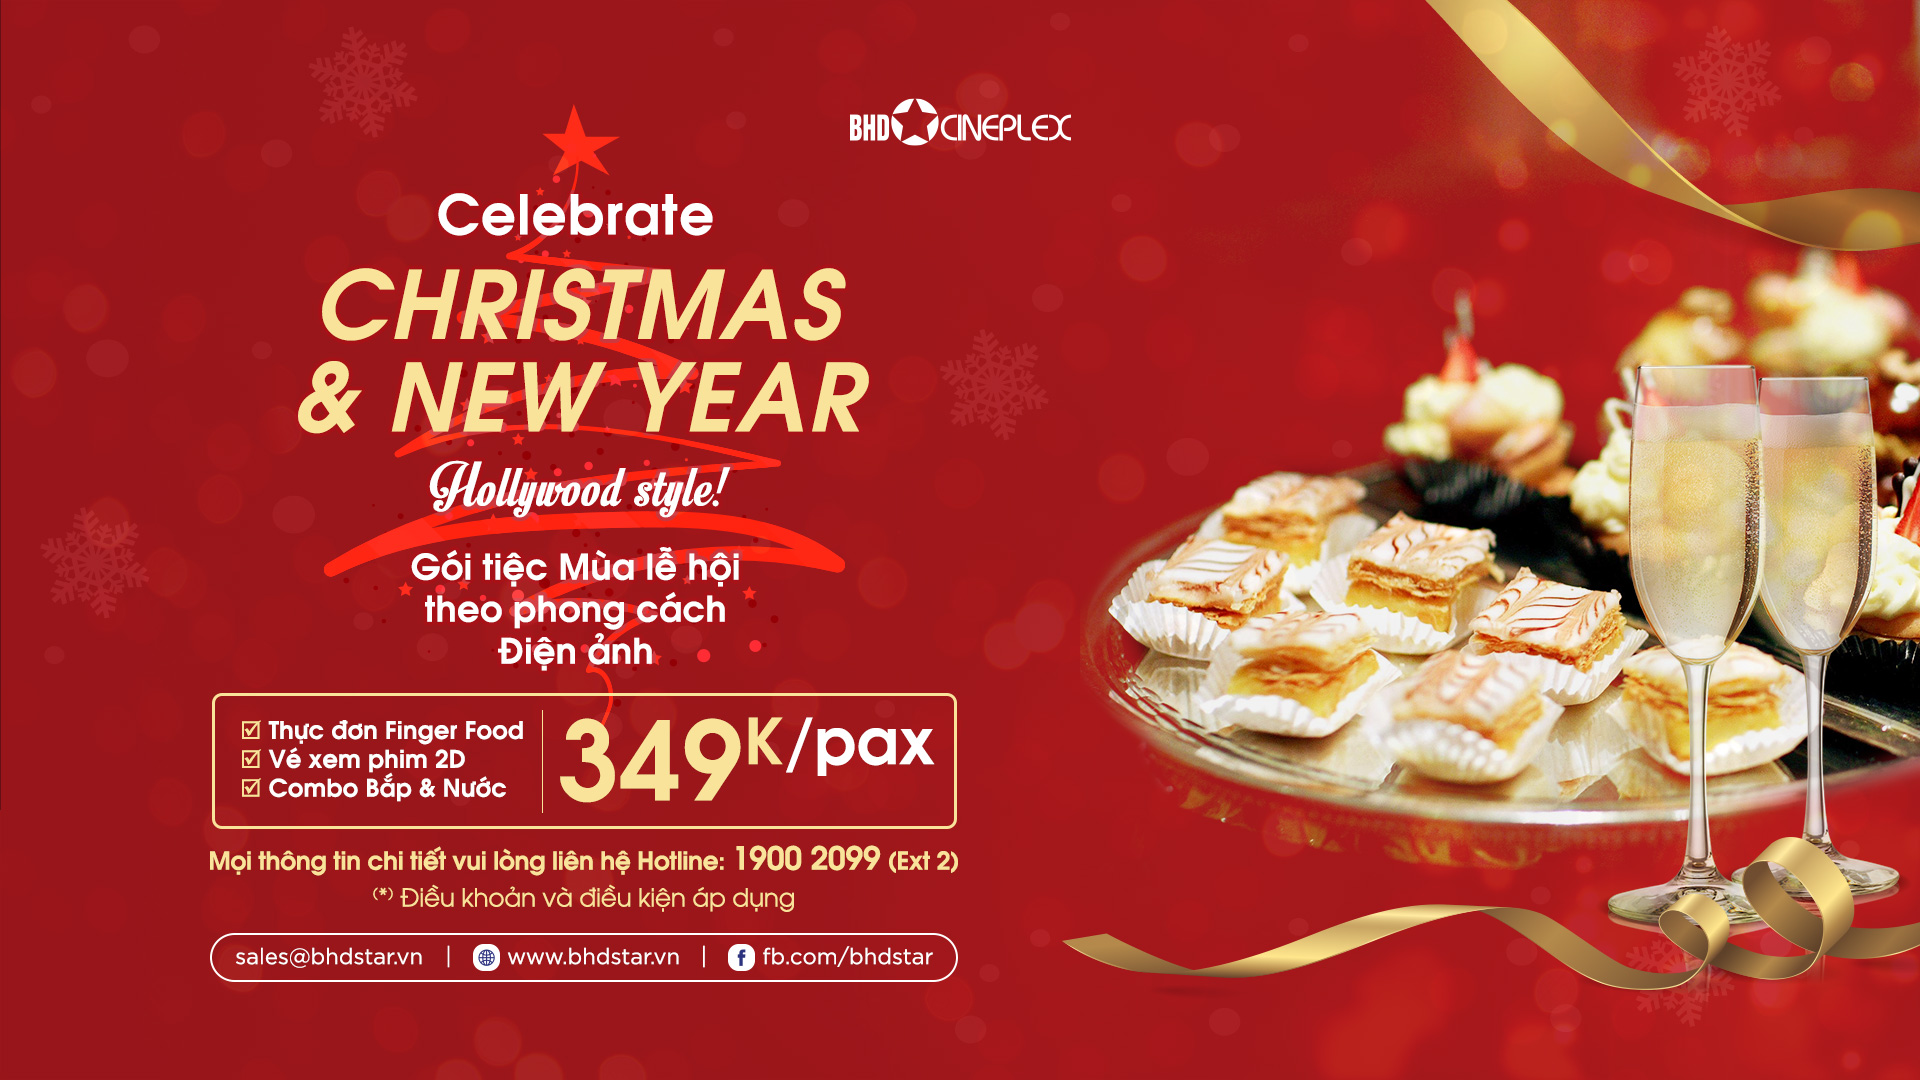 BHD CINEPLEX
Celebrate
CHRISTMAS
& NEW YEAR
Hollywood style!
Gói tiệc Mùa lễ hội
theo phong cách
Điện ảnh
Thực đơn Finger Food
Vé xem phim 2D
Combo Bắp & Nước
349K/pax
Mọi thông tin chi tiết vui lòng liên hệ Hotline: 1900 2099 (Ext 2)
(*) Điều khoản và điều kiện áp dụng
sales@bhdstar.vn | www.bhdstar.vn | fb.com/bhdstar